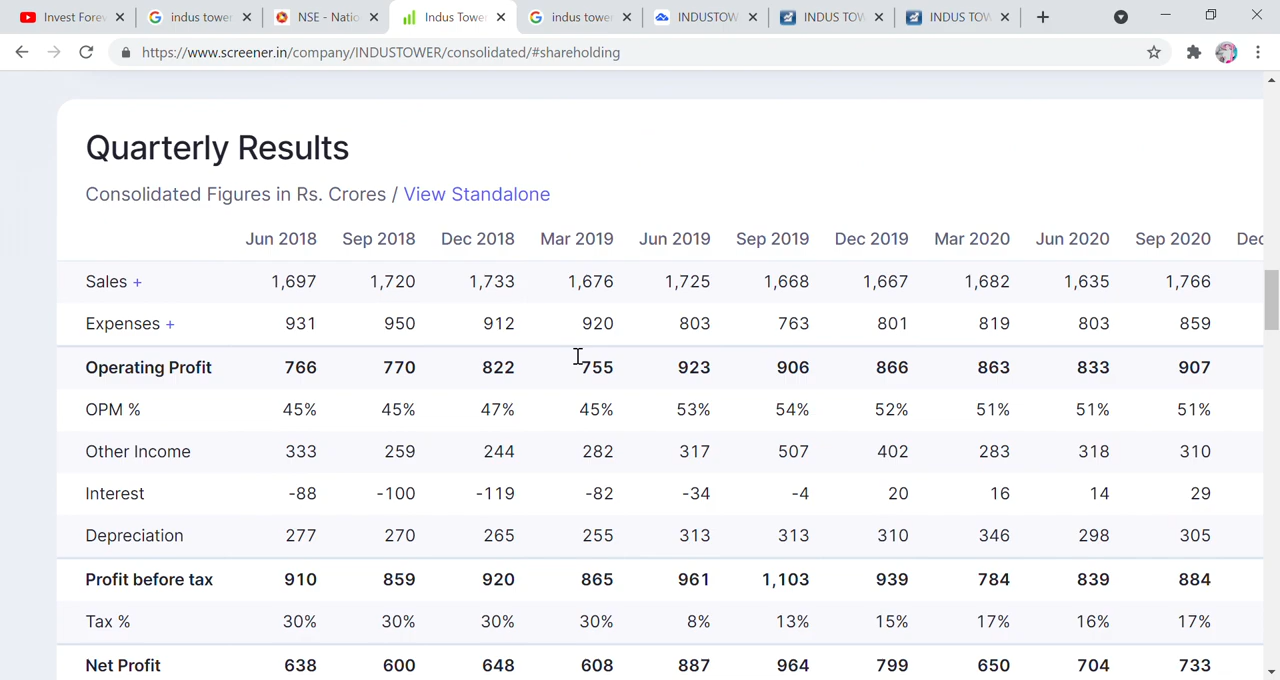 Invest Forev
indus tower
NSE - Natio
Indus Tower
indus tower
INDUSTOW
INDUS TOW
INDUS TOW
https://www.screener.in/company/INDUSTOWER/consolidated/#shareholding
Quarterly Results
Consolidated Figures in Rs. Crores / View Standalone
Jun 2018 Sep 2018 Dec 2018 Mar 2019 Jun 2019 Sep 2019 Dec 2019 Mar 2020 Jun 2020 Sep 2020 Dec
Sales + 1,697 1,720 1,733 1,676 1,725 1,668 1,667 1,682 1,635 1,766
Expenses + 931 950 912 920 803 763 801 819 803 859
Operating Profit 766 770 822 755 923 906 866 863 833 907
OPM % 45% 45% 47% 45% 53% 54% 52% 51% 51% 51%
Other Income 333 259 244 282 317 507 402 283 318 310
Interest -88 -100 -119 -82 -34 -4 20 16 14 29
Depreciation 277 270 265 255 313 313 310 346 298 305
Profit before tax 910 859 920 865 961 1,103 939 784 839 884
Tax % 30% 30% 30% 30% 8% 13% 15% 17% 16% 17%
Net Profit 638 600 648 608 887 964 799 650 704 733